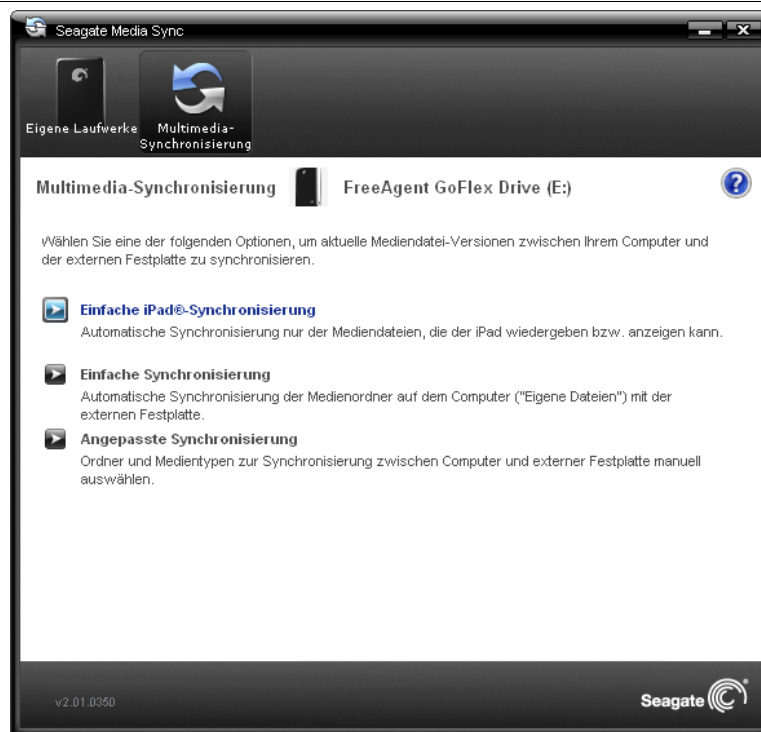 Seagate Media Sync
Eigene Laufwerke
Multimedia-
Synchronisierung
Multimedia-Synchronisierung FreeAgent GoFlex Drive (E:)
Wählen Sie eine der folgenden Optionen, um aktuelle Mediendatei-Versionen zwischen Ihrem Computer und
der externen Festplatte zu synchronisieren.
Einfache iPad®-Synchronisierung
Automatische Synchronisierung nur der Mediendateien, die der iPad wiedergeben bzw. anzeigen kann.
Einfache Synchronisierung
Automatische Synchronisierung der Medienordner auf dem Computer ("Eigene Dateien") mit der
externen Festplatte.
Angepasste Synchronisierung
Ordner und Medientypen zur Synchronisierung zwischen Computer und externer Festplatte manuell
auswählen.
v2.01.0350
Seagate